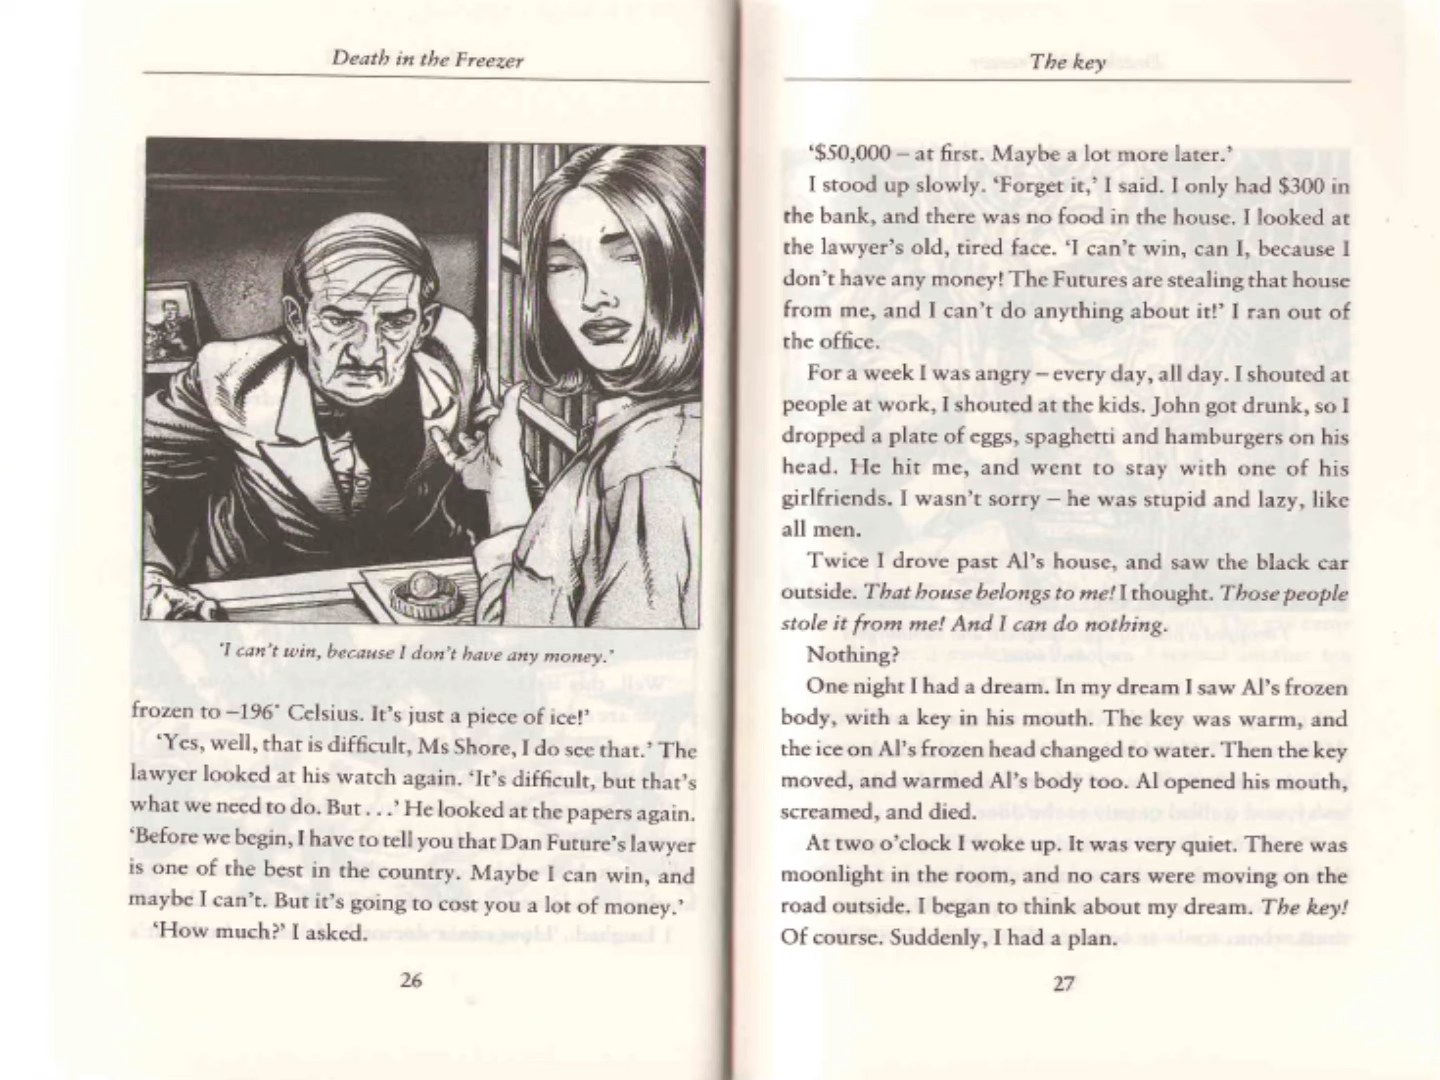 Death in the Freezer
'I can't win, because I don't have any money.'
frozen to –196° Celsius. It's just a piece of ice!'
'Yes, well, that is difficult, Ms Shore, I do see that.' The
lawyer looked at his watch again. 'It's difficult, but that's
what we need to do. But . . .' He looked at the papers again.
'Before we begin, I have to tell you that Dan Future's lawyer
is one of the best in the country. Maybe I can win, and
maybe I can't. But it's going to cost you a lot of money.'
'How much?' I asked.
26
The key
'$50,000 – at first. Maybe a lot more later.'
I stood up slowly. 'Forget it,' I said. I only had $300 in
the bank, and there was no food in the house. I looked at
the lawyer's old, tired face. 'I can't win, can I, because I
don't have any money! The Futures are stealing that house
from me, and I can't do anything about it!' I ran out of
the office.
For a week I was angry – every day, all day. I shouted at
people at work, I shouted at the kids. John got drunk, so I
dropped a plate of eggs, spaghetti and hamburgers on his
head. He hit me, and went to stay with one of his
girlfriends. I wasn't sorry – he was stupid and lazy, like
all men.
Twice I drove past Al's house, and saw the black car
outside. That house belongs to me! I thought. Those people
stole it from me! And I can do nothing.
Nothing?
One night I had a dream. In my dream I saw Al's frozen
body, with a key in his mouth. The key was warm, and
the ice on Al's frozen head changed to water. Then the key
moved, and warmed Al's body too. Al opened his mouth,
screamed, and died.
At two o'clock I woke up. It was very quiet. There was
moonlight in the room, and no cars were moving on the
road outside. I began to think about my dream. The key!
Of course. Suddenly, I had a plan.
27